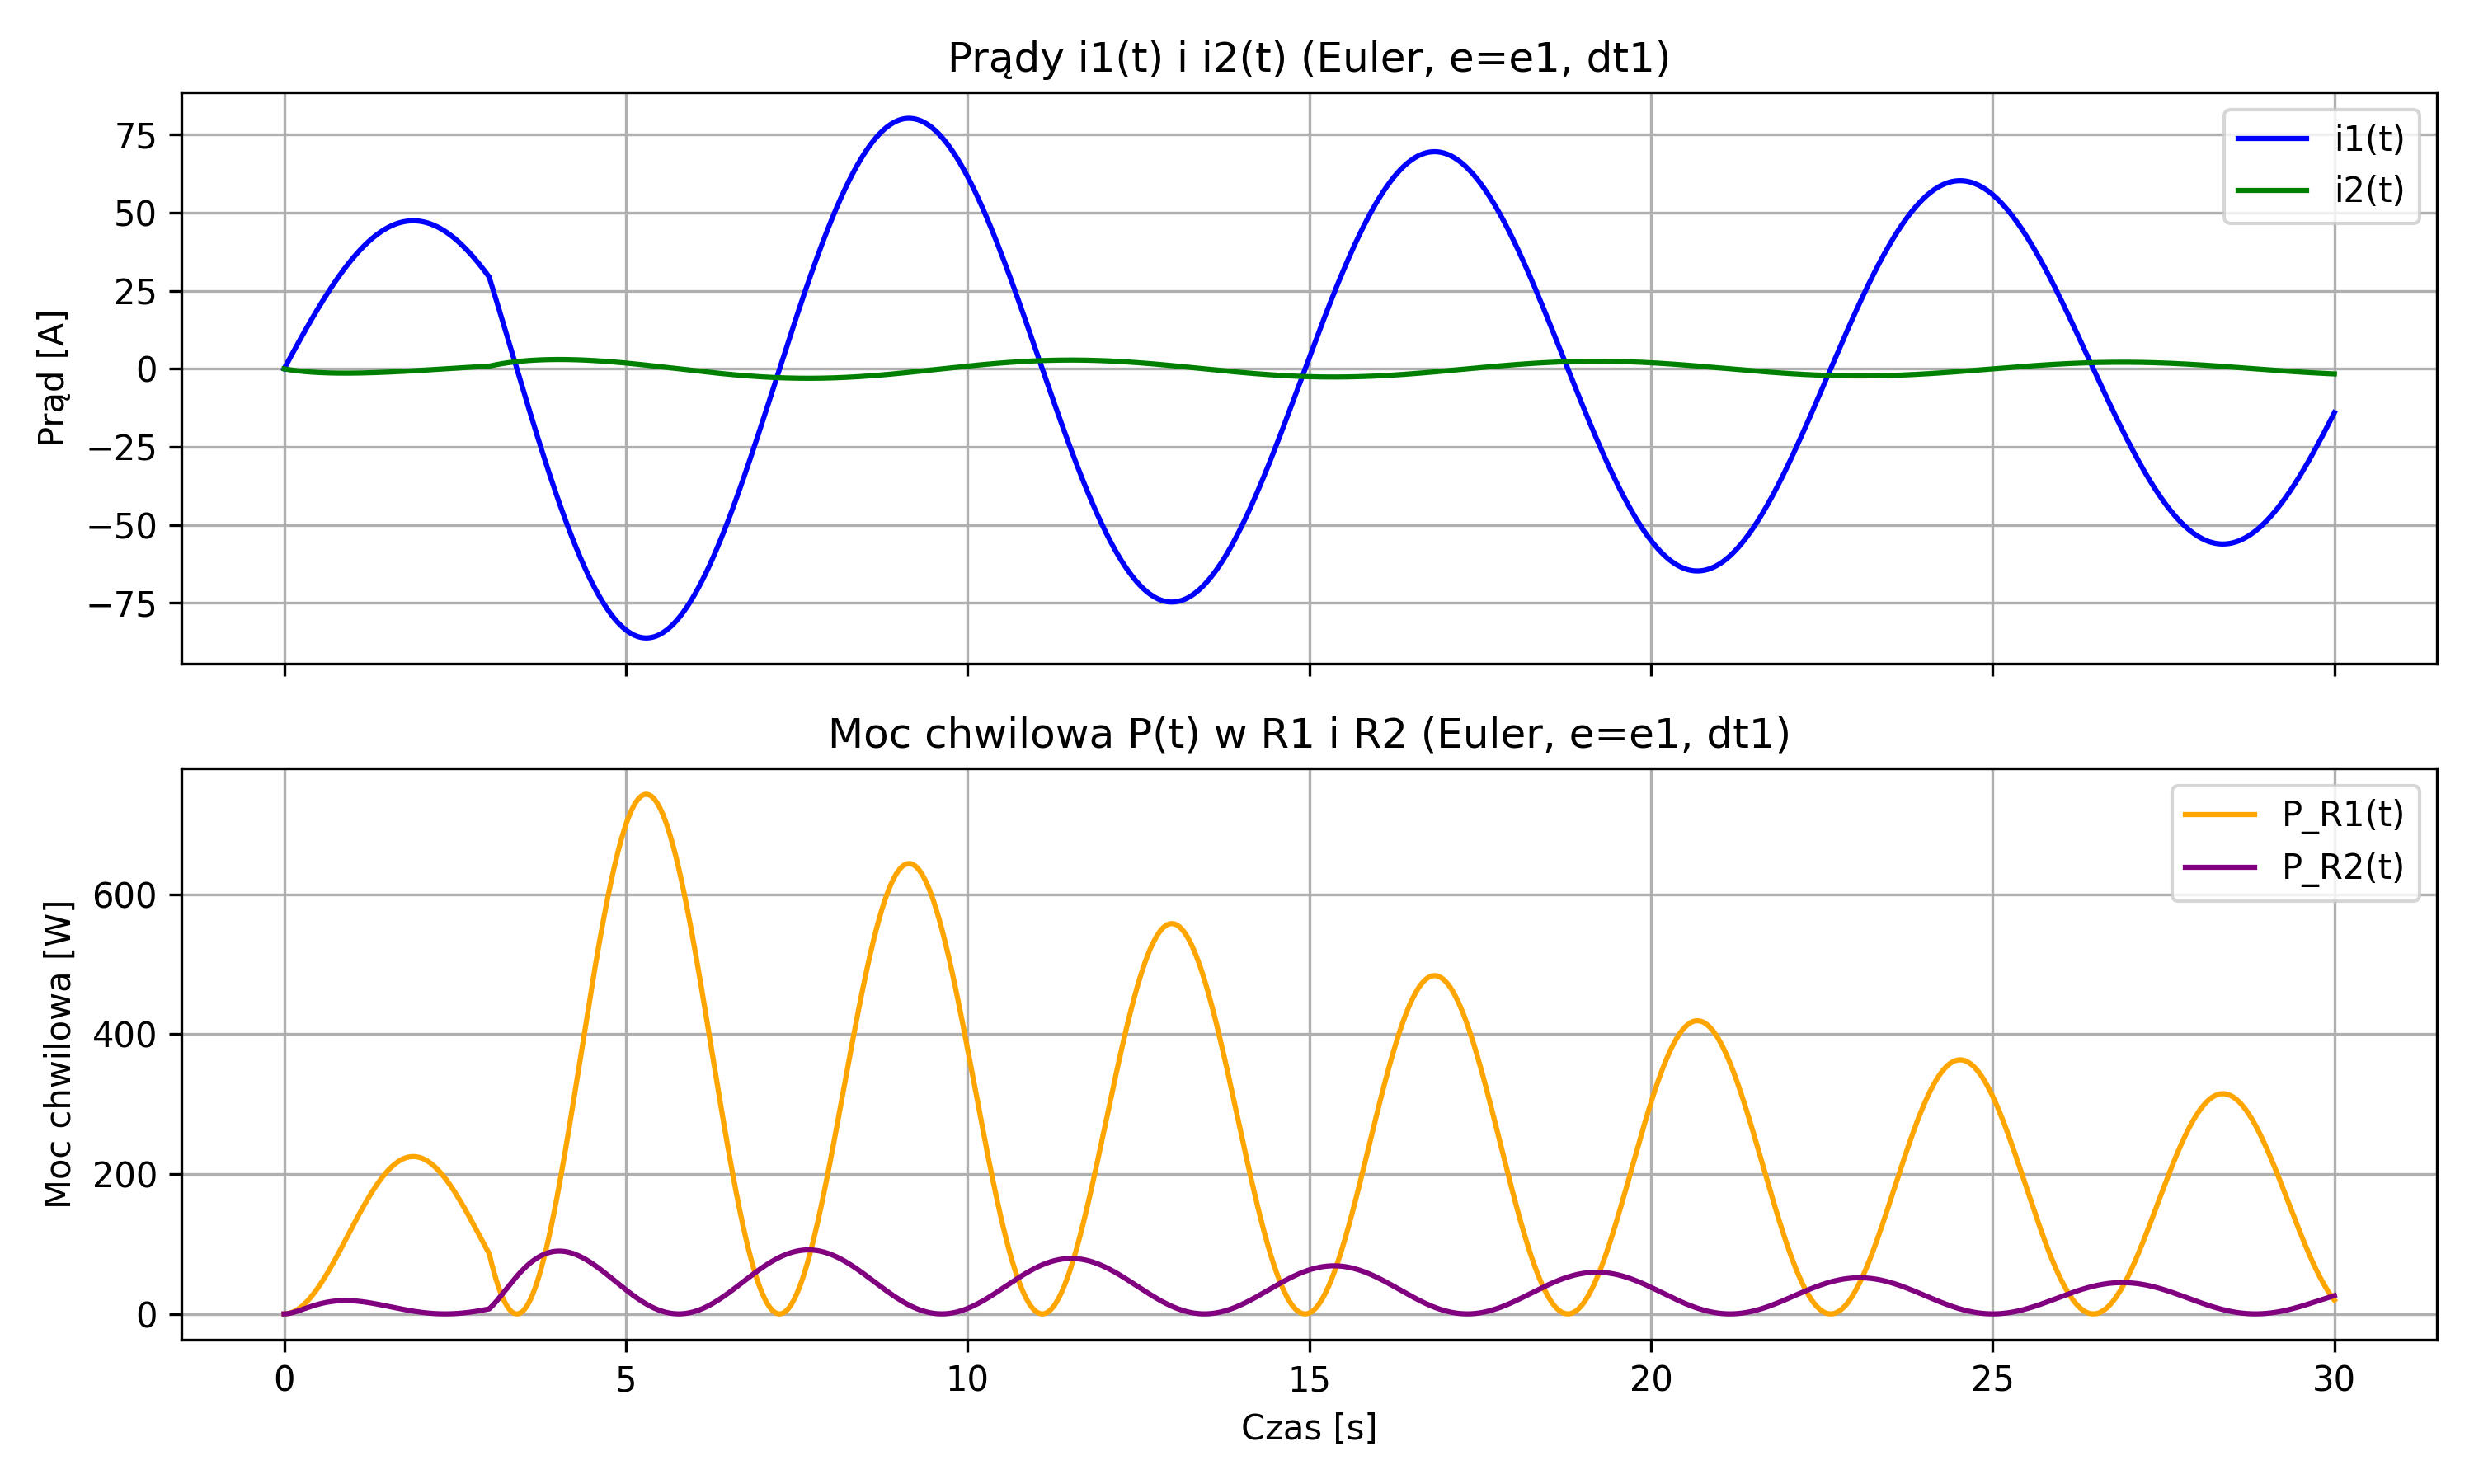 Prądy i1(t) i i2(t) (Euler, e=e1, dt1)
Prąd [A]
75
50
25
0
−25
−50
−75
i1(t)
i2(t)
Moc chwilowa P(t) w R1 i R2 (Euler, e=e1, dt1)
Moc chwilowa [W]
600
400
200
0
P_R1(t)
P_R2(t)
0 5 10 15 20 25 30
Czas [s]